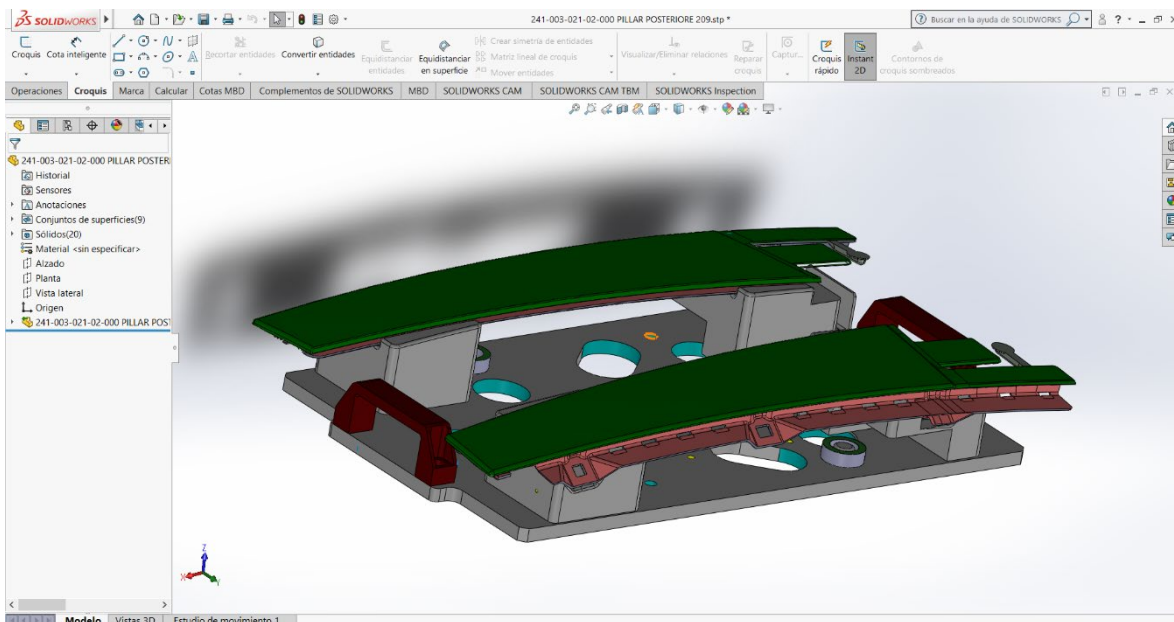 SOLIDWORKS
241-003-021-02-000 PILLAR POSTERIORE 209.stp *
Buscar en la ayuda de SOLIDWORKS
?
Croquis
Cota inteligente
Recortar entidades
Convertir entidades
Equidistanciar entidades
Equidistanciar en superficie
Crear simetría de entidades
Matriz lineal de croquis
Mover entidades
Visualizar/Eliminar relaciones
Reparar croquis
Captur...
Croquis rápido
Instant 2D
Contornos de croquis sombreados
Operaciones
Croquis
Marca
Calcular
Cotas MBD
Complementos de SOLIDWORKS
MBD
SOLIDWORKS CAM
SOLIDWORKS CAM TBM
SOLIDWORKS Inspection
241-003-021-02-000 PILLAR POSTERI
Historial
Sensores
Anotaciones
Conjuntos de superficies(9)
Sólidos(20)
Material <sin especificar>
Alzado
Planta
Vista lateral
Origen
241-003-021-02-000 PILLAR POST
Z
X
Y
Modelo
Vistas 3D
Estudio de movimiento 1